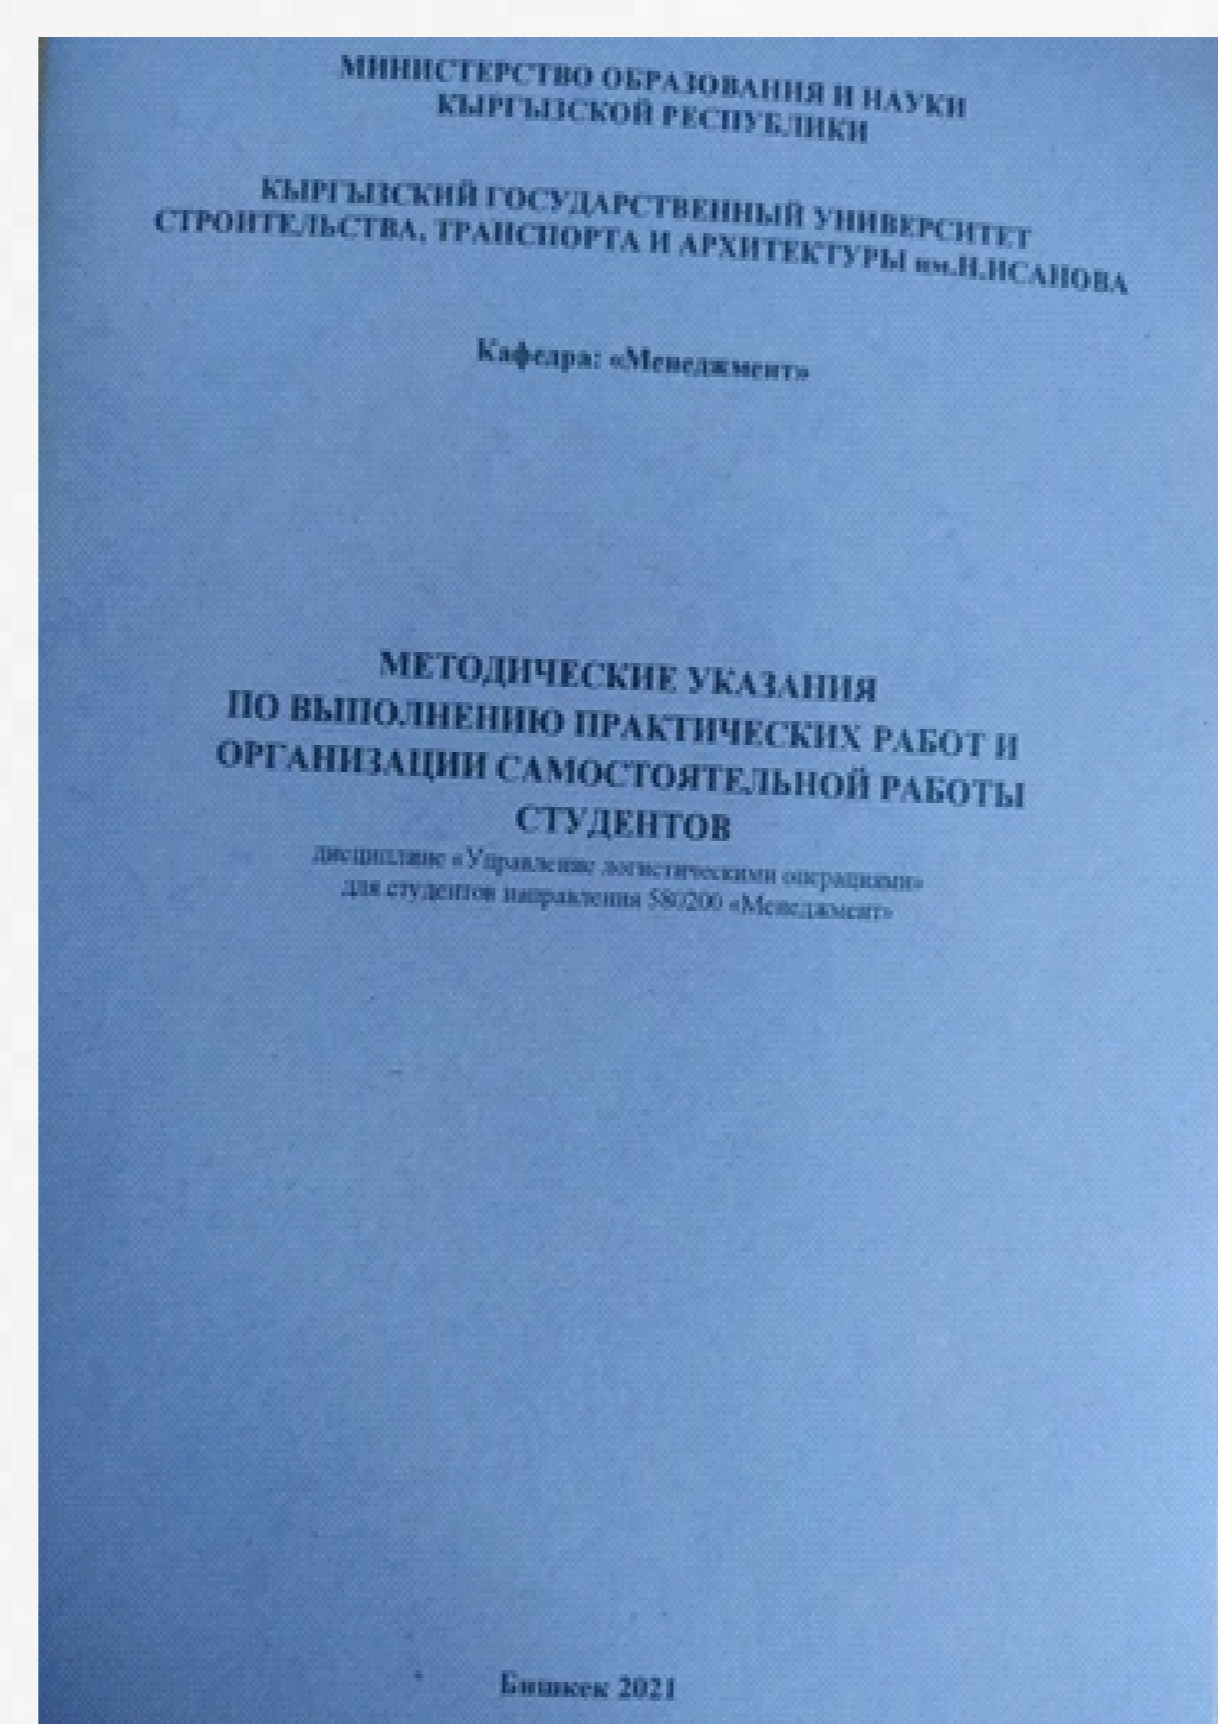 МИНИСТЕРСТВО ОБРАЗОВАНИЯ И НАУКИ
КЫРГЫЗСКОЙ РЕСПУБЛИКИ
КЫРГЫЗСКИЙ ГОСУДАРСТВЕННЫЙ УНИВЕРСИТЕТ
СТРОИТЕЛЬСТВА, ТРАНСПОРТА И АРХИТЕКТУРЫ им.Н.ИСАНОВА
Кафедра: «Менеджмент»
МЕТОДИЧЕСКИЕ УКАЗАНИЯ
ПО ВЫПОЛНЕНИЮ ПРАКТИЧЕСКИХ РАБОТ И
ОРГАНИЗАЦИИ САМОСТОЯТЕЛЬНОЙ РАБОТЫ
СТУДЕНТОВ
дисциплине «Управление логистическими операциями»
для студентов направления 580200 «Менеджмент»
Бишкек 2021